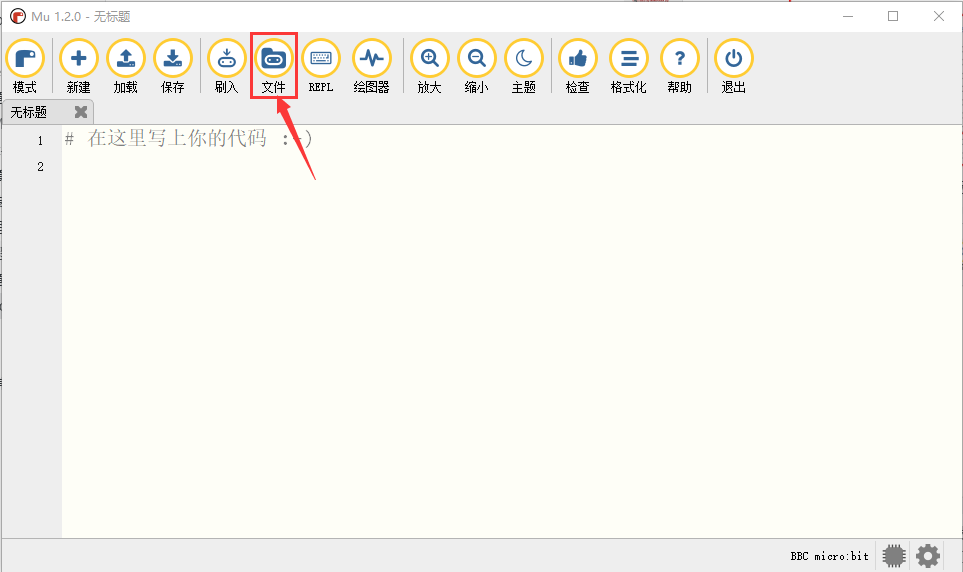 Mu 1.2.0 - 无标题
模式 新建 加载 保存 刷入 文件 REPL 绘图器 放大 缩小 主题 检查 格式化 帮助 退出
无标题
1 # 在这里写上你的代码 :-)
2
BBC micro:bit